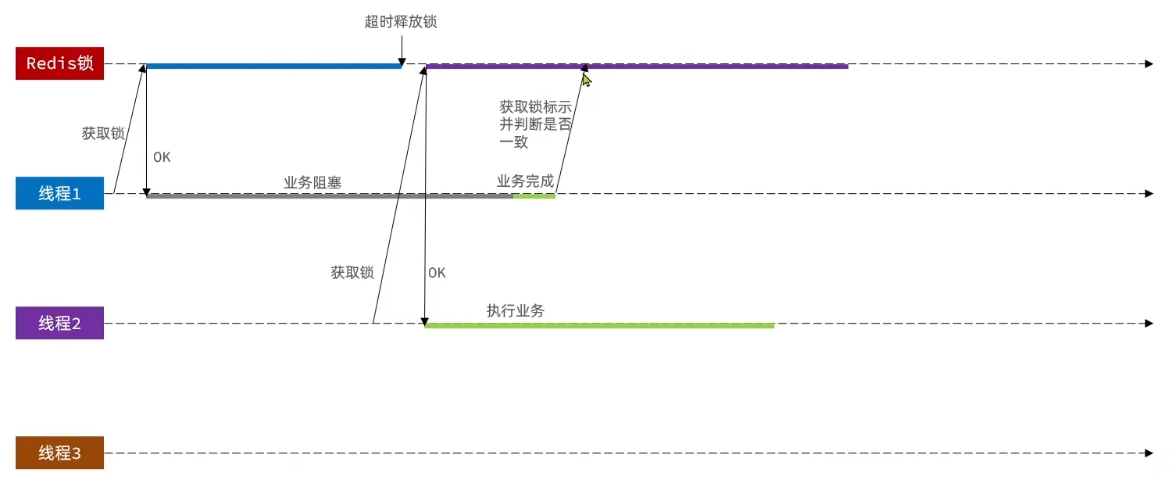 超时释放锁
Redis锁
获取锁标示
并判断是否
一致
获取锁
OK
业务阻塞
业务完成
线程1
获取锁
OK
执行业务
线程2
线程3